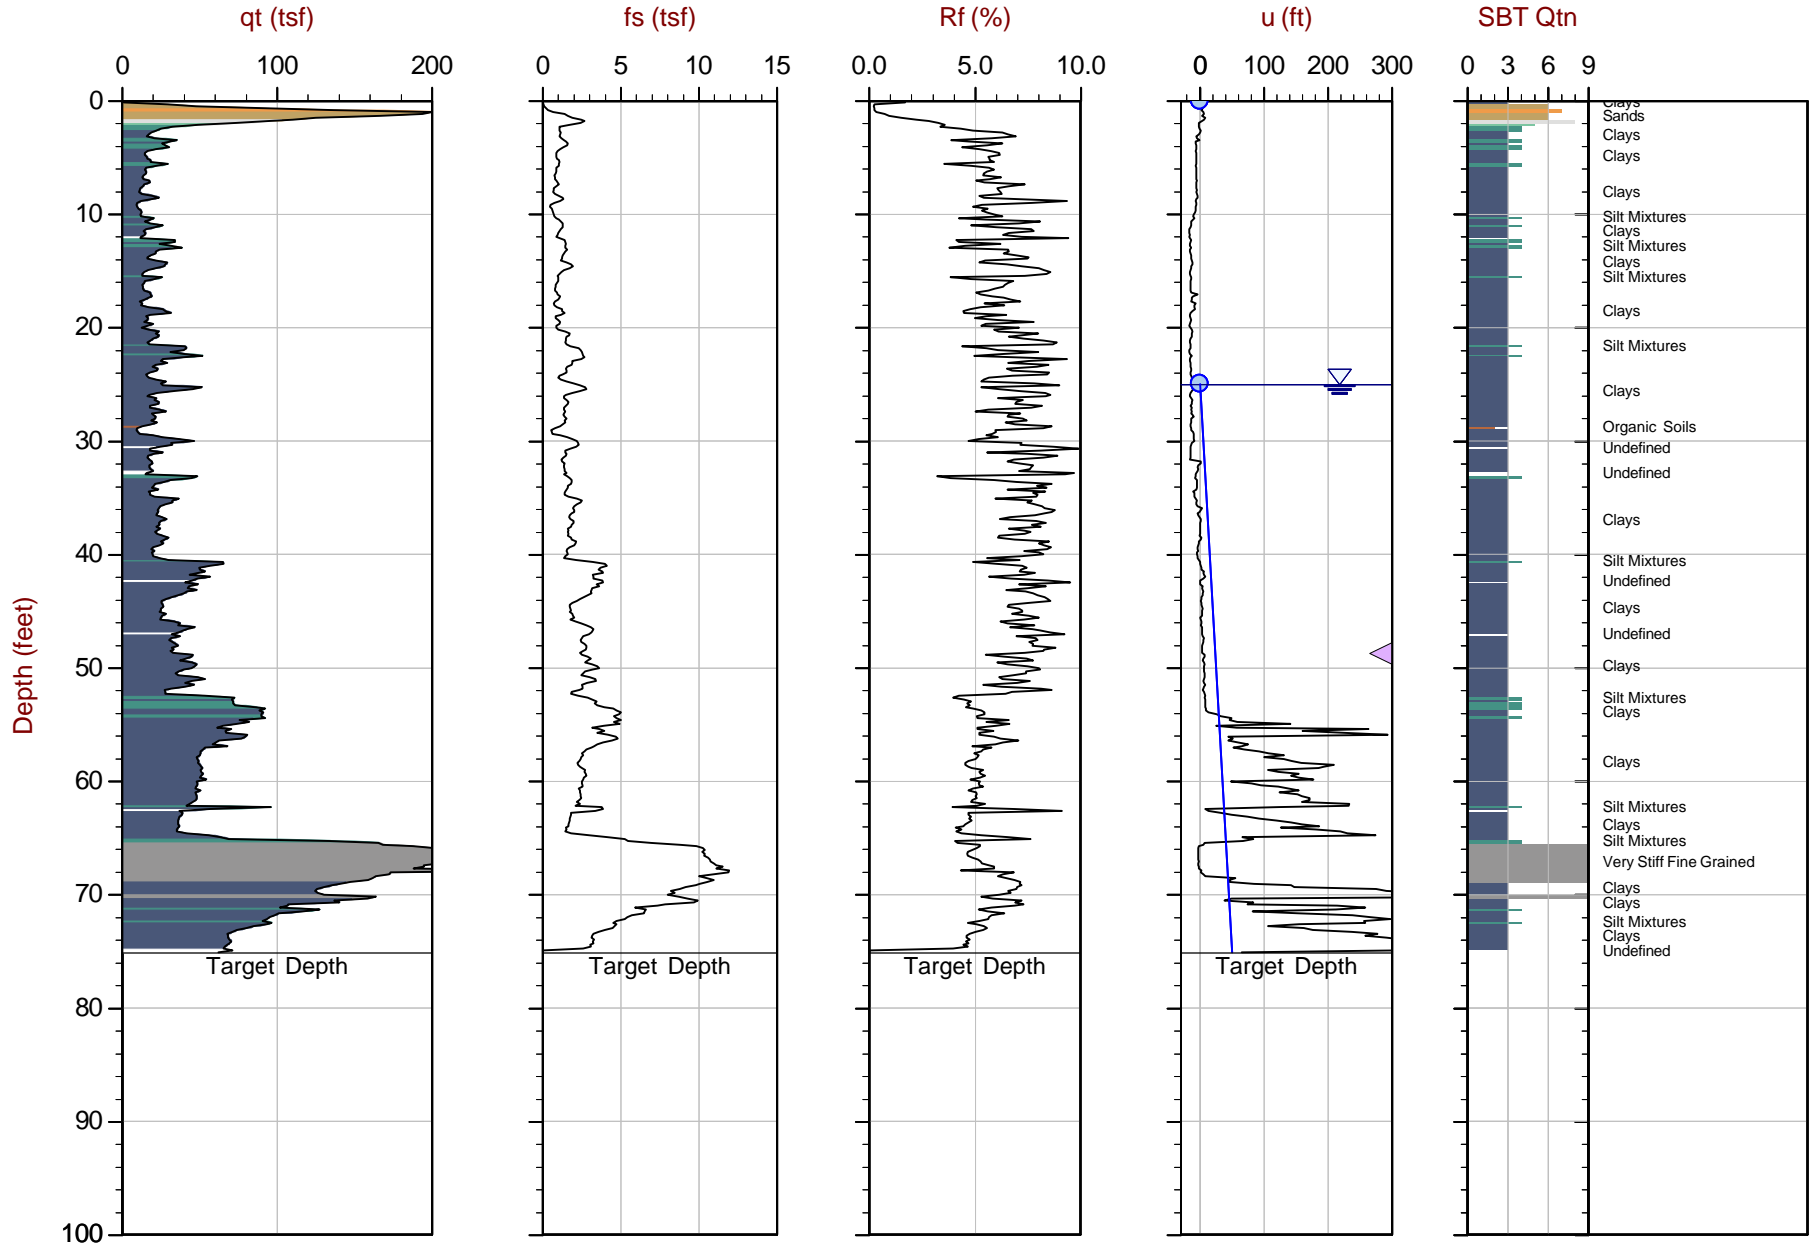 qt (tsf)
fs (tsf)
Rf (%)
u (ft)
SBT Qtn
0 100 200
0 5 10 15
0.0 5.0 10.0
0 100 200 300
0 3 6 9
Depth (feet)
0
10
20
30
40
50
60
70
80
90
100
Clays
Sands
Clays
Clays
Clays
Silt Mixtures
Clays
Silt Mixtures
Clays
Silt Mixtures
Clays
Silt Mixtures
Clays
Organic Soils
Undefined
Undefined
Clays
Silt Mixtures
Undefined
Clays
Undefined
Clays
Silt Mixtures
Clays
Clays
Silt Mixtures
Clays
Silt Mixtures
Very Stiff Fine Grained
Clays
Clays
Silt Mixtures
Clays
Undefined
Target Depth
Target Depth
Target Depth
Target Depth